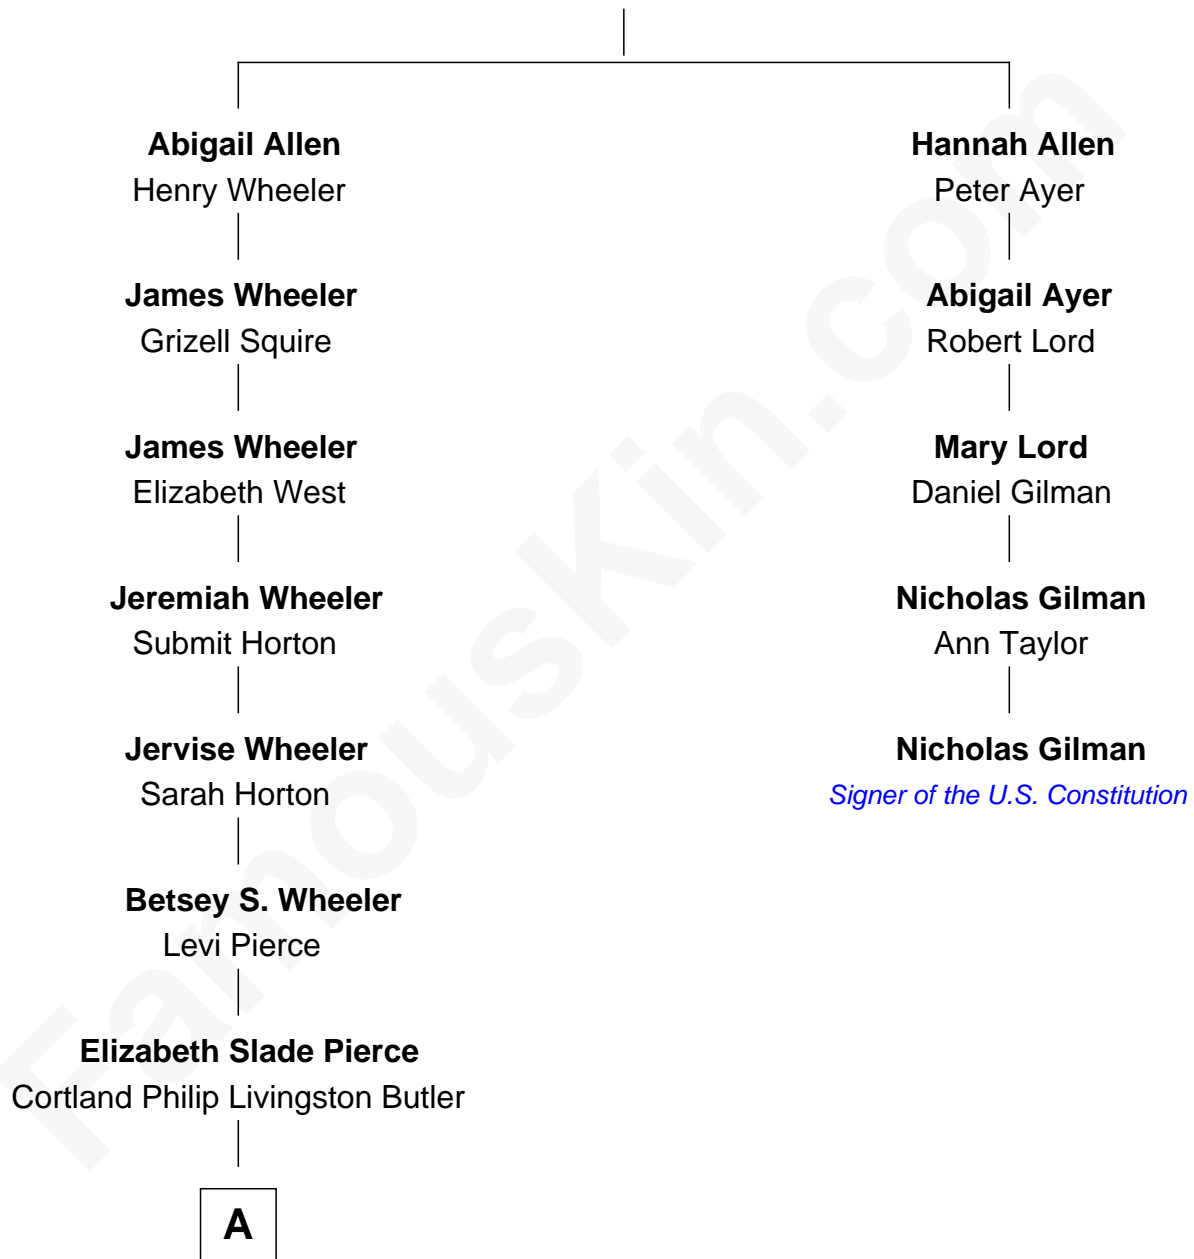 Abigail Allen
Henry Wheeler
James Wheeler
Grizell Squire
James Wheeler
Elizabeth West
Jeremiah Wheeler
Submit Horton
Jervise Wheeler
Sarah Horton
Betsey S. Wheeler
Levi Pierce
Elizabeth Slade Pierce
Cortland Philip Livingston Butler
A
Hannah Allen
Peter Ayer
Abigail Ayer
Robert Lord
Mary Lord
Daniel Gilman
Nicholas Gilman
Ann Taylor
Nicholas Gilman
Signer of the U.S. Constitution
FamousKin.com